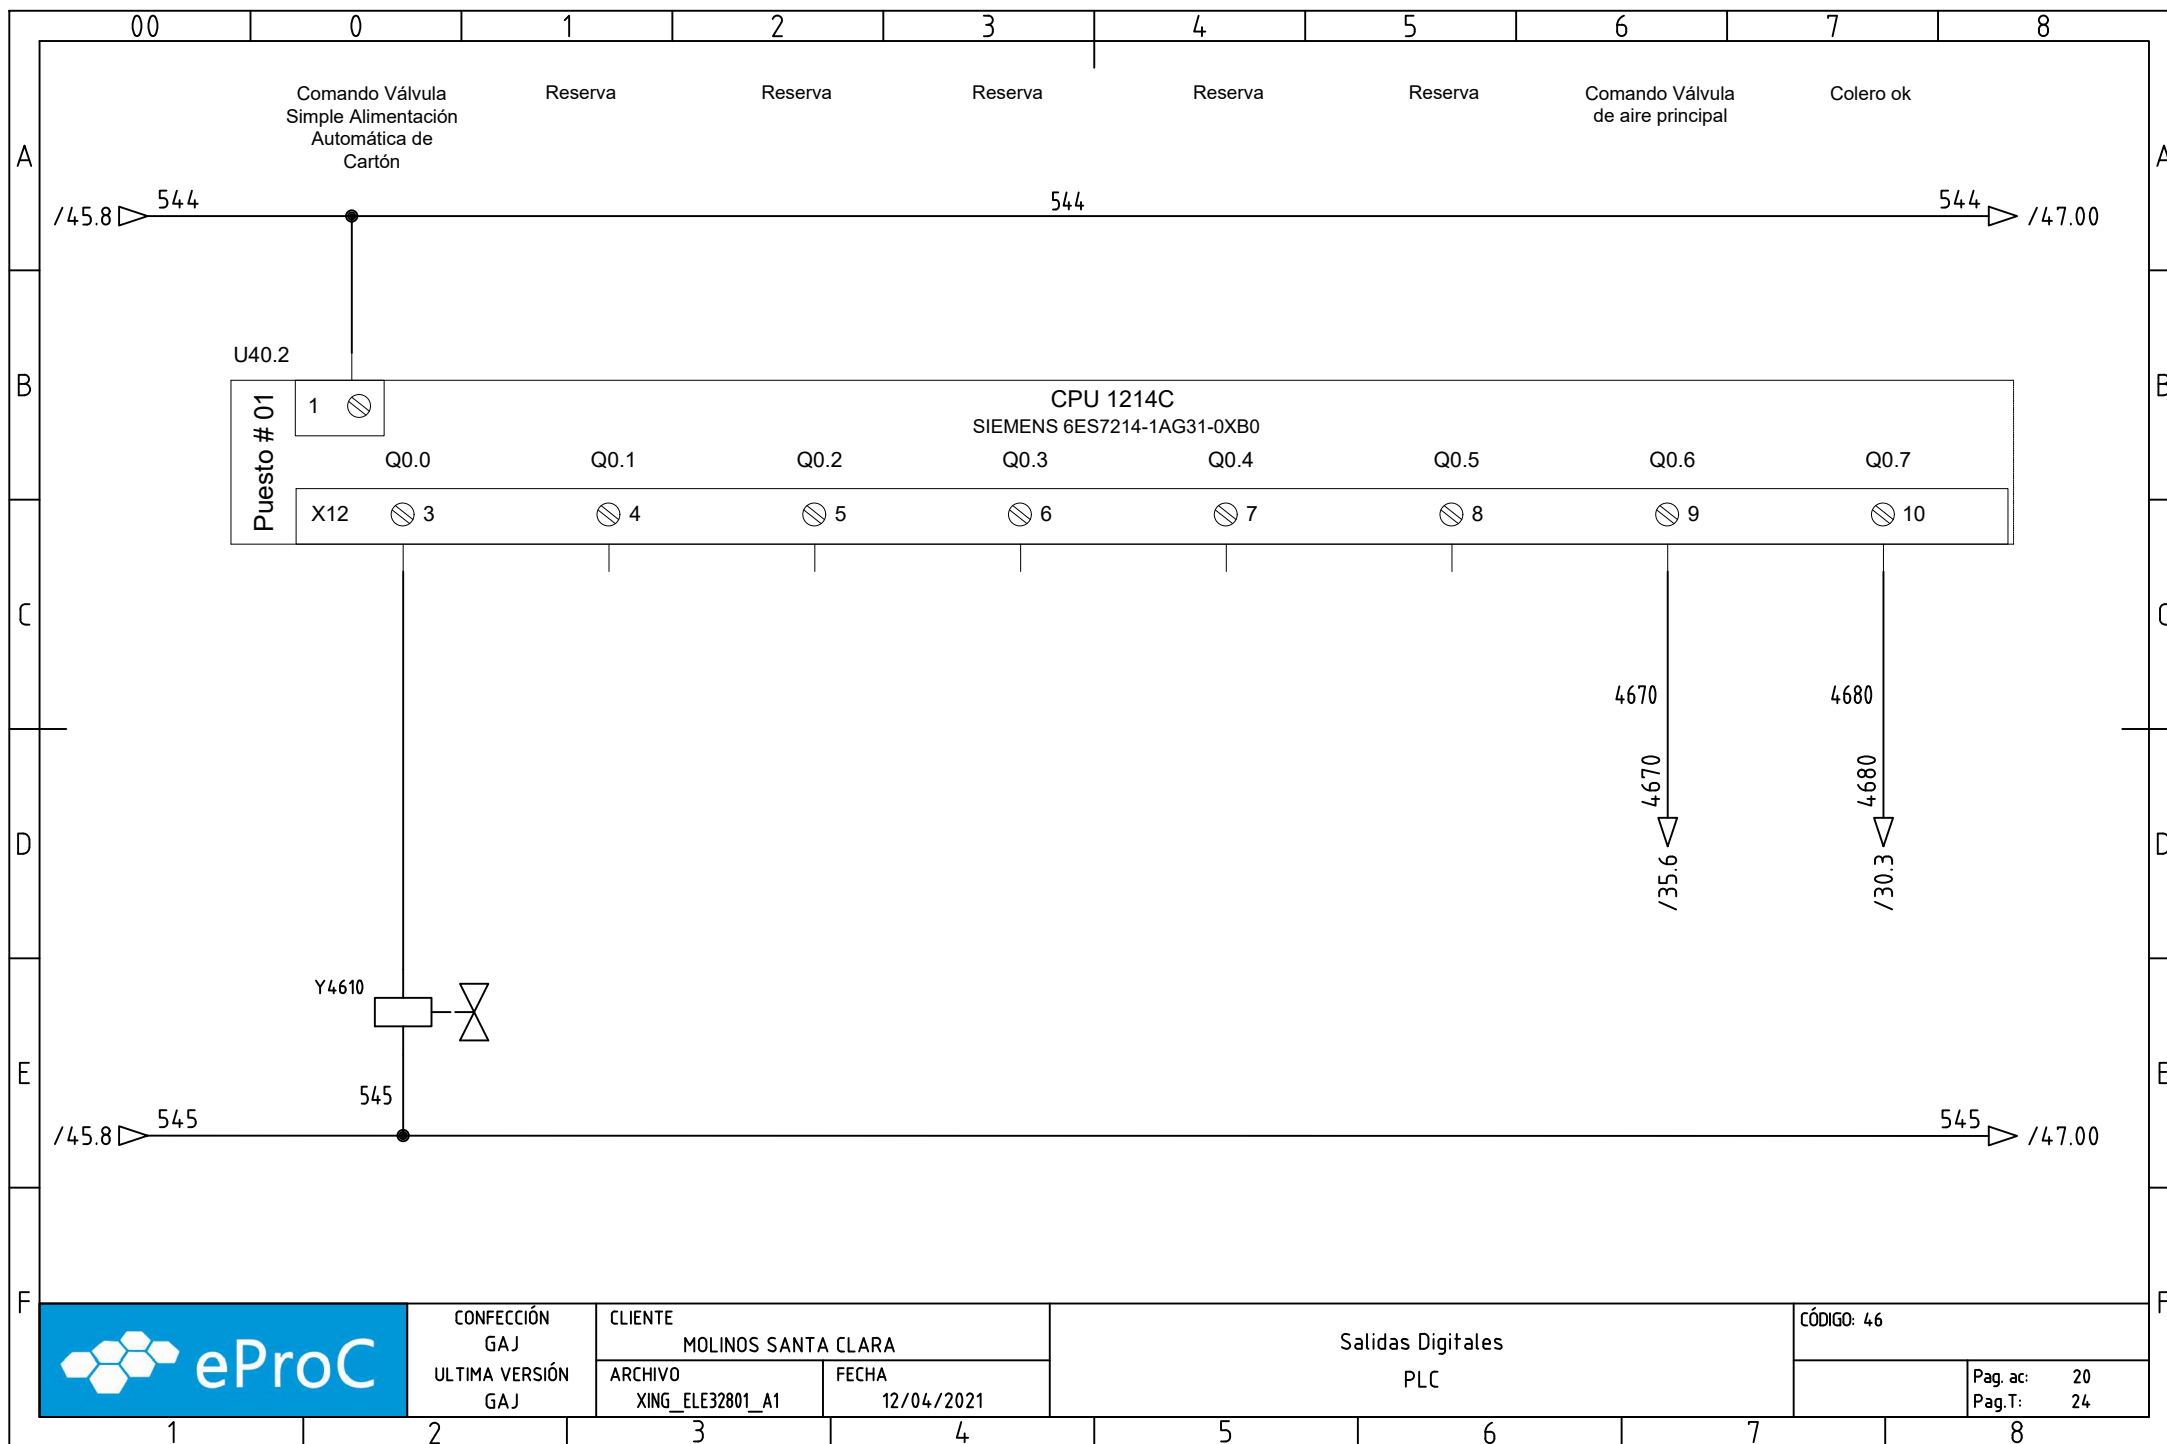 00 0 1 2 3 4 5 6 7 8
Comando Válvula
Simple Alimentación
Automática de
Cartón
Reserva
Reserva
Reserva
Reserva
Reserva
Comando Válvula
de aire principal
Colero ok
A A
/45.8 544 544 544 /47.00
U40.2
B B
Puesto # 01
1
CPU 1214C
SIEMENS 6ES7214-1AG31-0XB0
Q0.0 Q0.1 Q0.2 Q0.3 Q0.4 Q0.5 Q0.6 Q0.7
X12 3 4 5 6 7 8 9 10
C C
4670 4680
4670 4680
D D
/35.6 /30.3
Y4610
E E
545
/45.8 545 545 /47.00
F F
eProC
CONFECCIÓN
GAJ
ULTIMA VERSIÓN
GAJ
CLIENTE
MOLINOS SANTA CLARA
ARCHIVO
XING_ELE32801_A1
FECHA
12/04/2021
Salidas Digitales
PLC
CÓDIGO: 46
Pag. ac: 20
Pag.T: 24
1 2 3 4 5 6 7 8